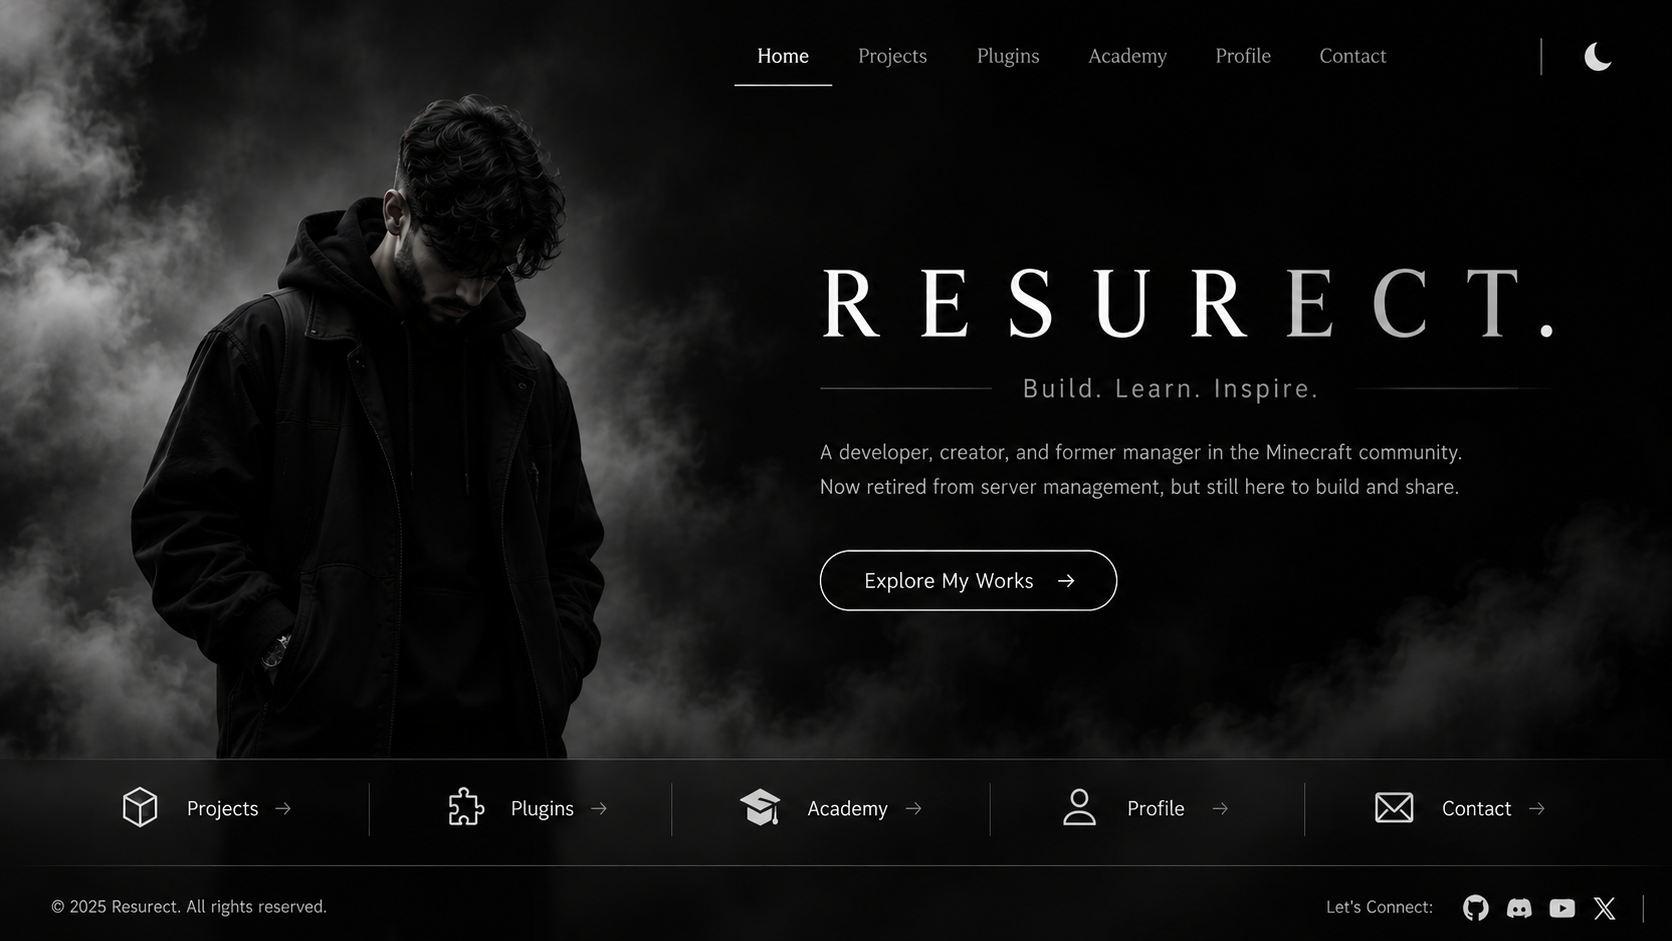 Home Projects Plugins Academy Profile Contact
RESURECT.
Build. Learn. Inspire.
A developer, creator, and former manager in the Minecraft community.
Now retired from server management, but still here to build and share.
Explore My Works →
Projects → Plugins → Academy → Profile → Contact →
© 2025 Resurect. All rights reserved. Let's Connect: